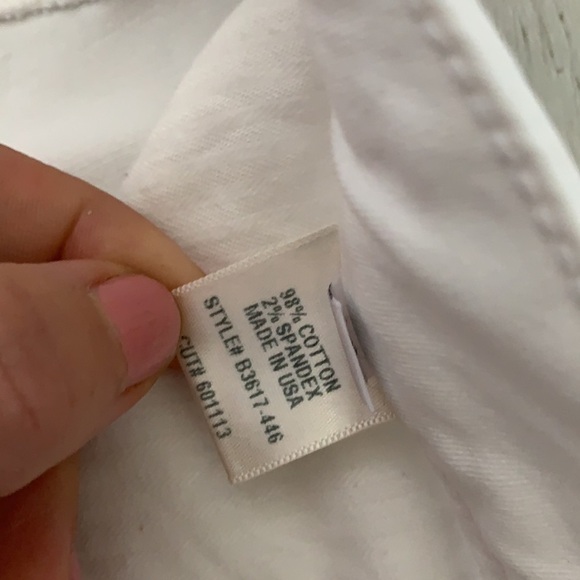 98% COTTON
2% SPANDEX
MADE IN USA
STYLE# B3617-446
CUT# 601113